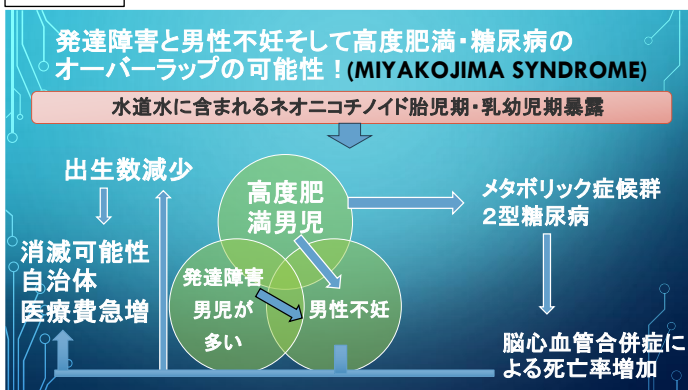 発達障害と男性不妊そして高度肥満・糖尿病の
オーバーラップの可能性！(MIYAKOJIMA SYNDROME)
水道水に含まれるネオニコチノイド胎児期・乳幼児期暴露
出生数減少
消滅可能性
自治体
医療費急増
高度肥
満男児
発達障害
男児が
多い
男性不妊
メタボリック症候群
２型糖尿病
脳心血管合併症に
よる死亡率増加